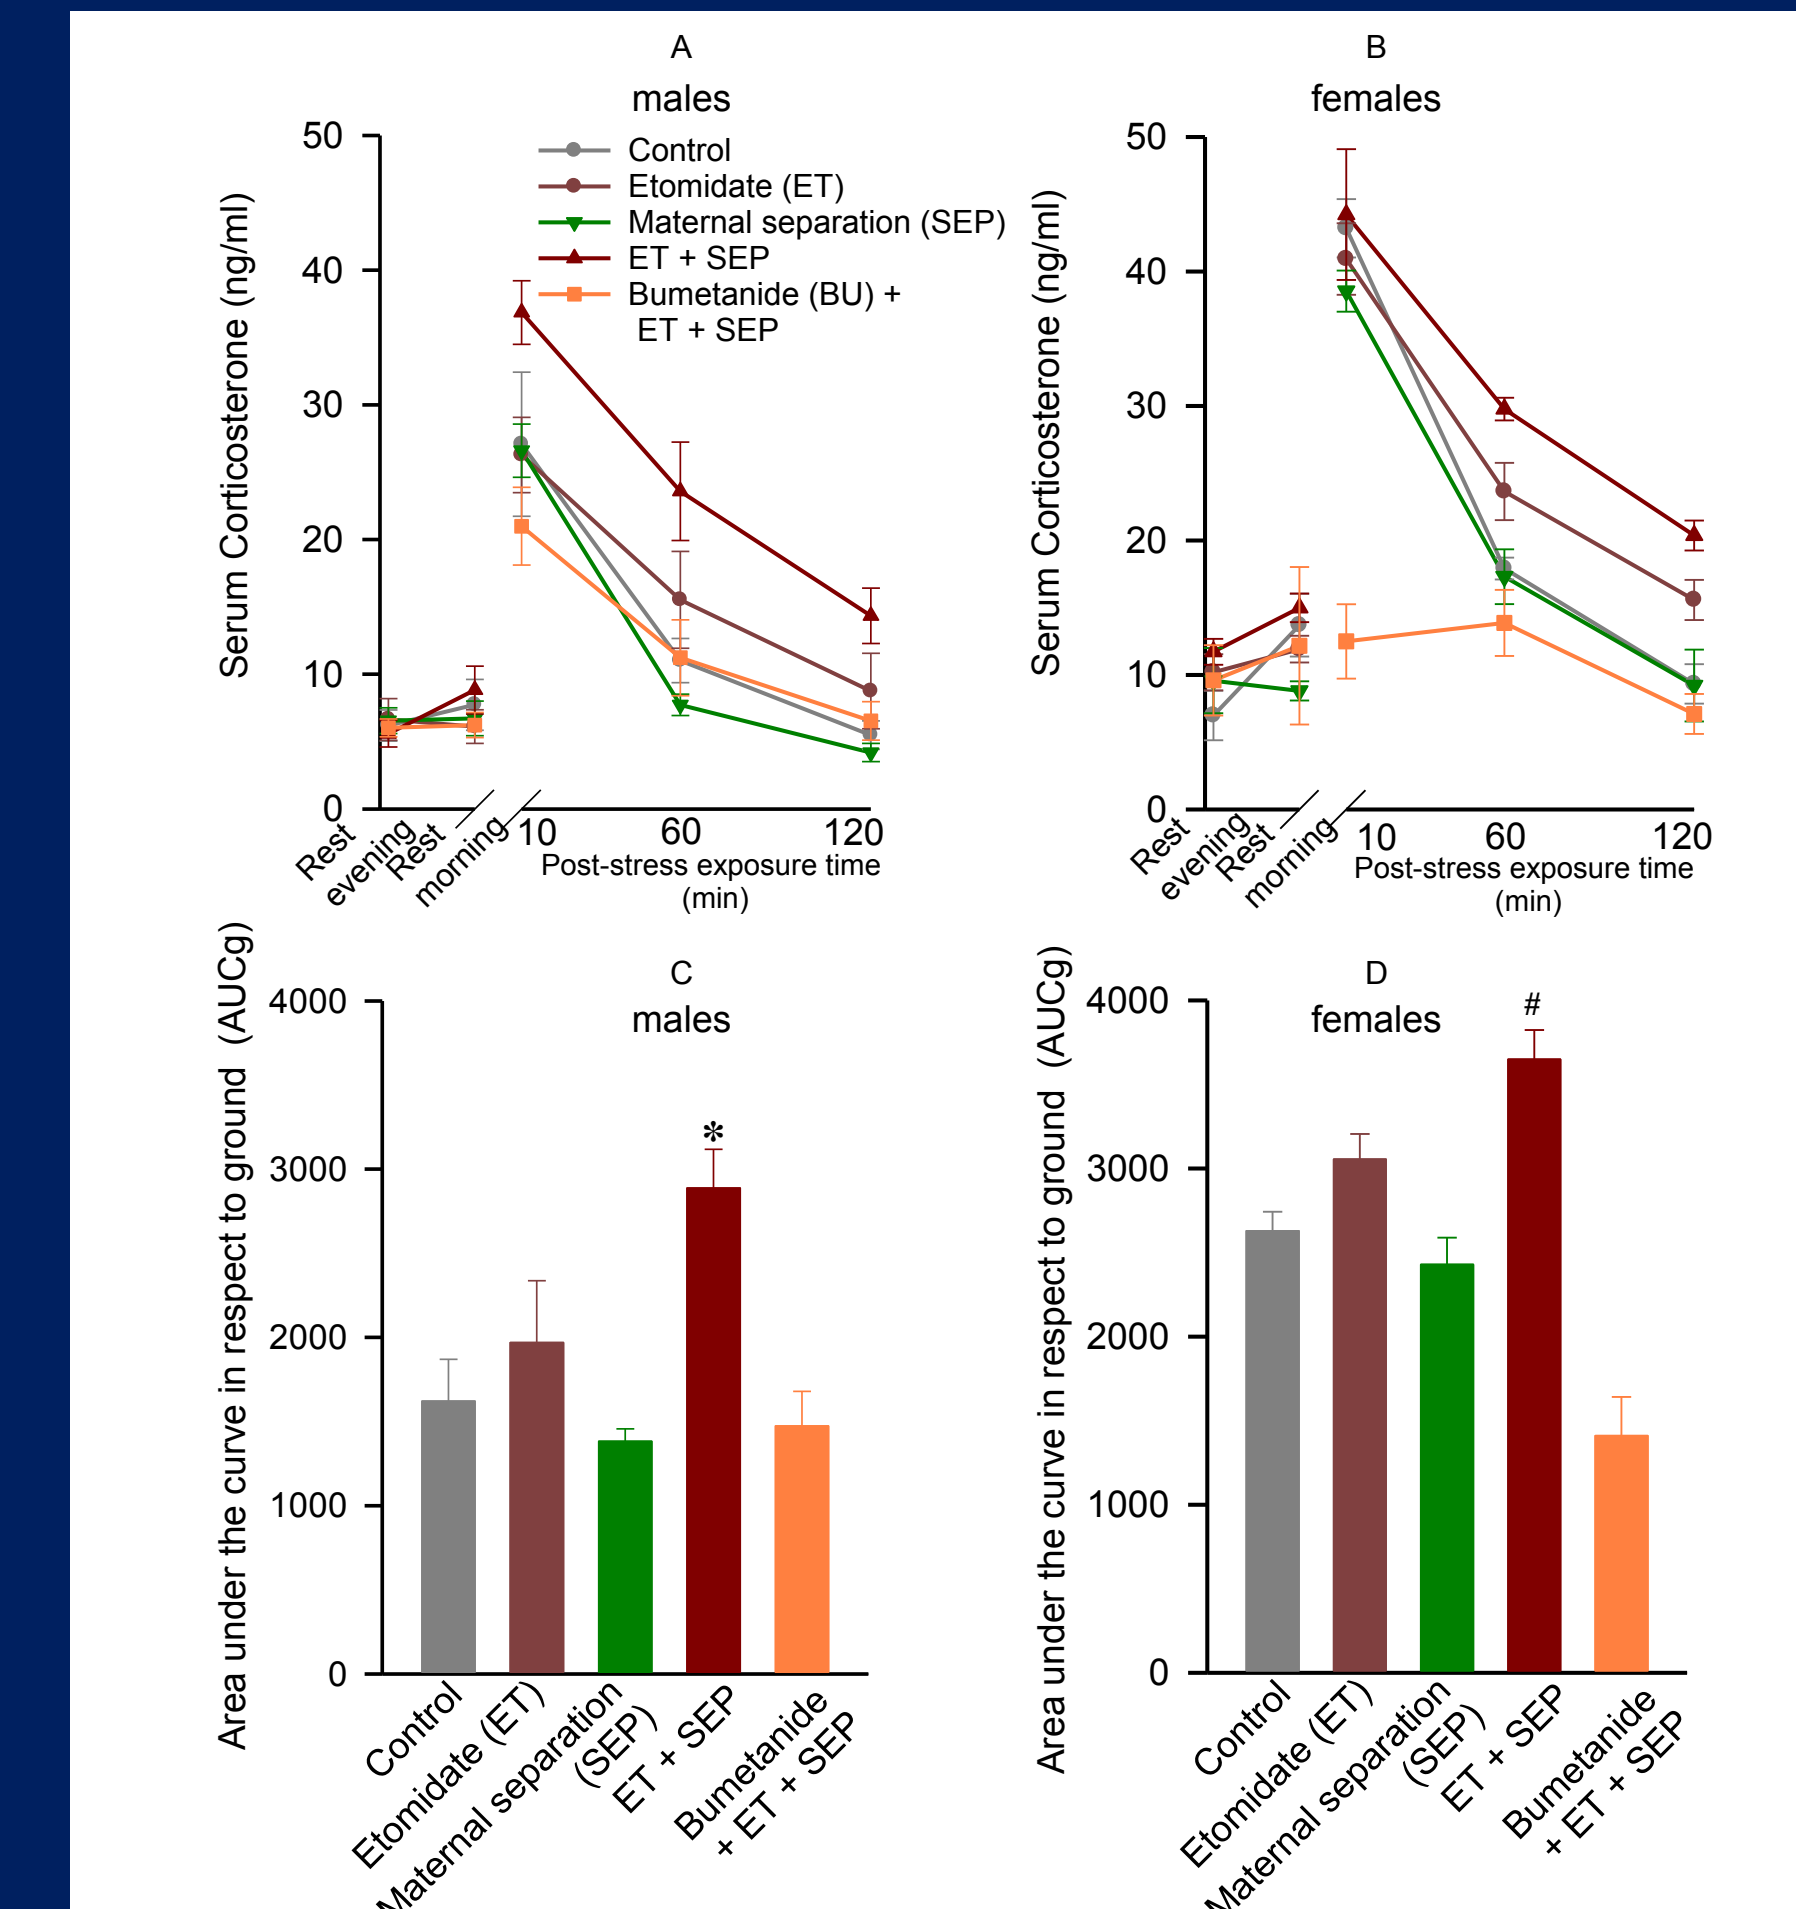 A
males
50
40
30
20
10
0
Serum Corticosterone (ng/ml)
Control
Etomidate (ET)
Maternal separation (SEP)
ET + SEP
Bumetanide (BU) +
ET + SEP
Rest
evening
Rest
morning
10
60
120
Post-stress exposure time
(min)
B
females
50
40
30
20
10
0
Serum Corticosterone (ng/ml)
Rest
evening
Rest
morning
10
60
120
Post-stress exposure time
(min)
C
males
4000
3000
2000
1000
0
Area under the curve in respect to ground (AUCg)
*
Control
Etomidate (ET)
Maternal separation
(SEP)
ET + SEP
Bumetanide
+ ET + SEP
D
females
4000
3000
2000
1000
0
Area under the curve in respect to ground (AUCg)
#
Control
Etomidate (ET)
Maternal separation
(SEP)
ET + SEP
Bumetanide
+ ET + SEP